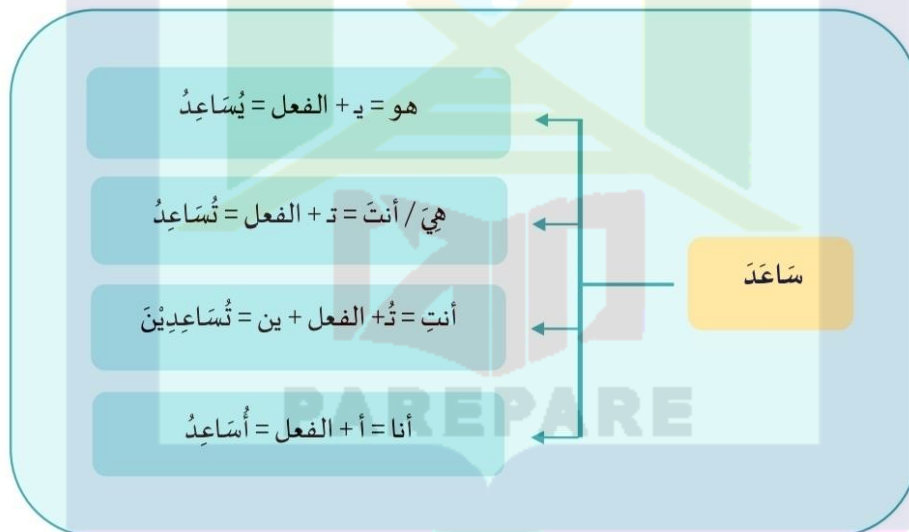 هو = يـ + الفعل = يُسَاعِدُ
هِيَ / أنتَ = تـ + الفعل = تُسَاعِدُ
سَاعَدَ
أنتِ = تُـ + الفعل + ين = تُسَاعِدِيْنَ
أنا = أ + الفعل = أُسَاعِدُ
PAREPARE